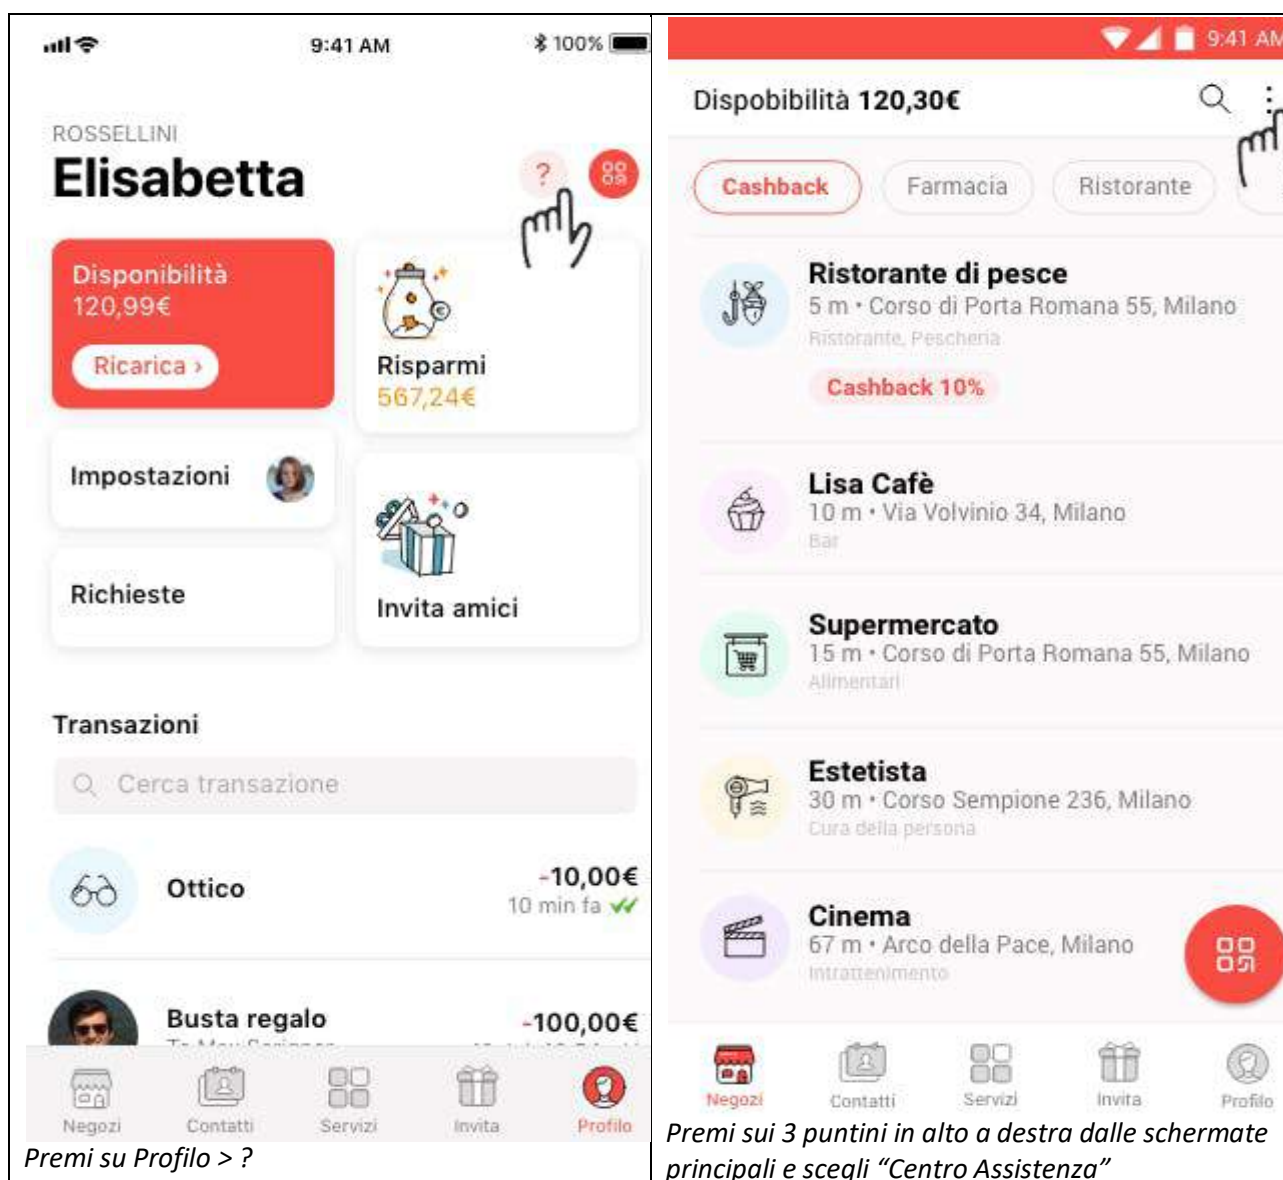 9:41 AM
100%
ROSSELLINI
Elisabetta
?
Disponibilità
120,99€
Ricarica ›
Risparmi
567,24€
Impostazioni
Richieste
Invita amici
Transazioni
Cerca transazione
Ottico
-10,00€
10 min fa
Busta regalo
-100,00€
Negozi
Contatti
Servizi
Invita
Profilo
Premi su Profilo > ?
9:41 AM
Dispobibilità 120,30€
Cashback
Farmacia
Ristorante
Ristorante di pesce
5 m • Corso di Porta Romana 55, Milano
Ristorante, Pescheria
Cashback 10%
Lisa Cafè
10 m • Via Volvinio 34, Milano
Bar
Supermercato
15 m • Corso di Porta Romana 55, Milano
Alimentari
Estetista
30 m • Corso Sempione 236, Milano
Cura della persona
Cinema
67 m • Arco della Pace, Milano
Intrattenimento
Negozi
Contatti
Servizi
Invita
Profilo
Premi sui 3 puntini in alto a destra dalle schermate
principali e scegli “Centro Assistenza”